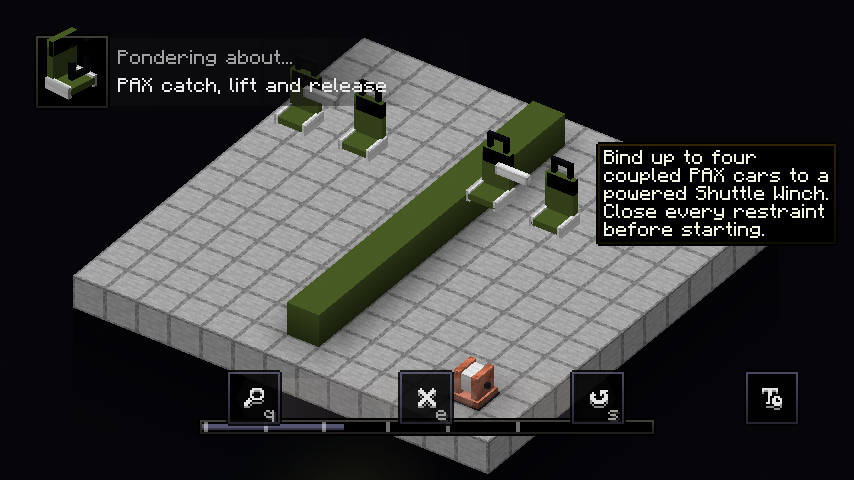 Pondering about...
PAX catch, lift and release
Bind up to four
coupled PAX cars to a
powered Shuttle Winch.
Close every restraint
before starting.
q
e
s
T